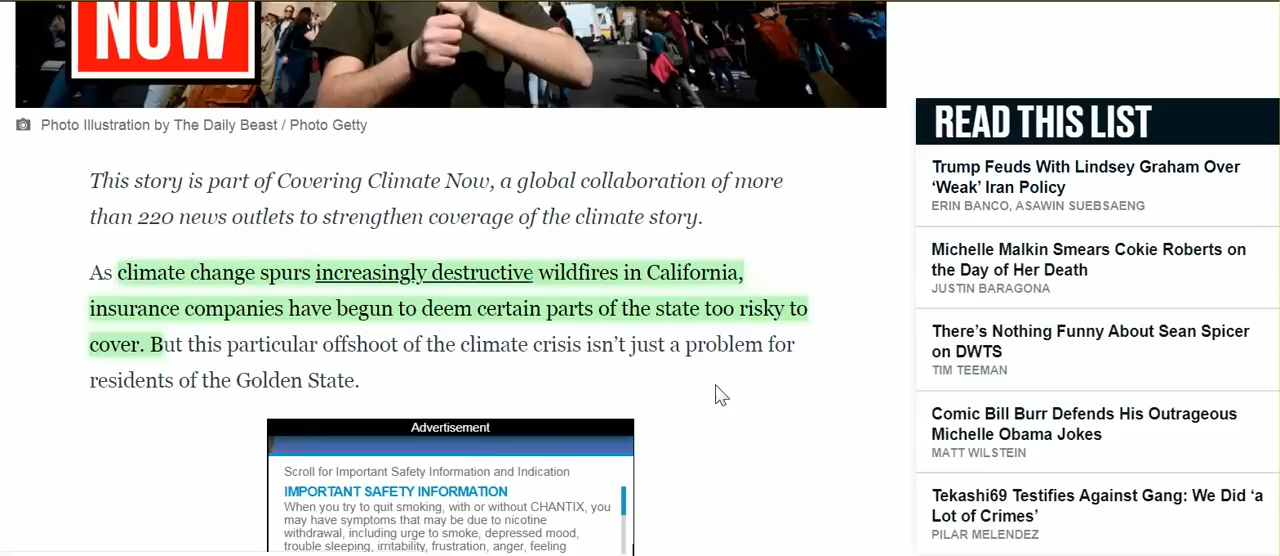 NOW
Photo Illustration by The Daily Beast / Photo Getty
This story is part of Covering Climate Now, a global collaboration of more
than 220 news outlets to strengthen coverage of the climate story.
As climate change spurs increasingly destructive wildfires in California,
insurance companies have begun to deem certain parts of the state too risky to
cover. But this particular offshoot of the climate crisis isn’t just a problem for
residents of the Golden State.
Advertisement
Scroll for Important Safety Information and Indication
IMPORTANT SAFETY INFORMATION
When you try to quit smoking, with or without CHANTIX, you
may have symptoms that may be due to nicotine
withdrawal, including urge to smoke, depressed mood,
trouble sleeping, irritability, frustration, anger, feeling
READ THIS LIST
Trump Feuds With Lindsey Graham Over
‘Weak’ Iran Policy
ERIN BANCO, ASAWIN SUEBSAENG
Michelle Malkin Smears Cokie Roberts on
the Day of Her Death
JUSTIN BARAGONA
There’s Nothing Funny About Sean Spicer
on DWTS
TIM TEEMAN
Comic Bill Burr Defends His Outrageous
Michelle Obama Jokes
MATT WILSTEIN
Tekashi69 Testifies Against Gang: We Did ‘a
Lot of Crimes’
PILAR MELENDEZ